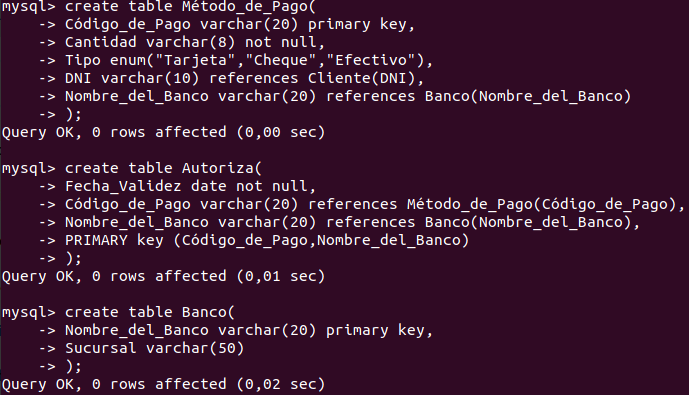 mysql> create table Método_de_Pago(
    -> Código_de_Pago varchar(20) primary key,
    -> Cantidad varchar(8) not null,
    -> Tipo enum("Tarjeta","Cheque","Efectivo"),
    -> DNI varchar(10) references Cliente(DNI),
    -> Nombre_del_Banco varchar(20) references Banco(Nombre_del_Banco)
    -> );
Query OK, 0 rows affected (0,00 sec)

mysql> create table Autoriza(
    -> Fecha_Validez date not null,
    -> Código_de_Pago varchar(20) references Método_de_Pago(Código_de_Pago),
    -> Nombre_del_Banco varchar(20) references Banco(Nombre_del_Banco),
    -> PRIMARY key (Código_de_Pago,Nombre_del_Banco)
    -> );
Query OK, 0 rows affected (0,01 sec)

mysql> create table Banco(
    -> Nombre_del_Banco varchar(20) primary key,
    -> Sucursal varchar(50)
    -> );
Query OK, 0 rows affected (0,02 sec)